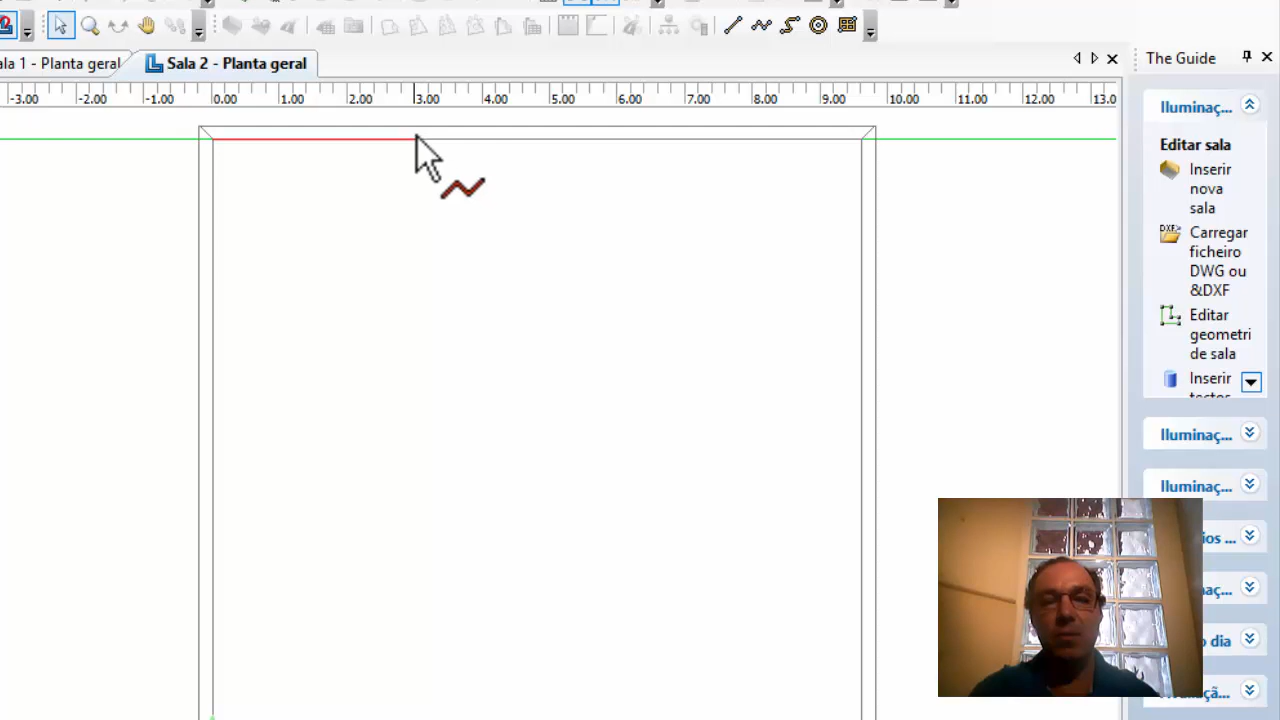 ala 1 - Planta geral
Sala 2 - Planta geral
The Guide
-3.00 -2.00 -1.00 0.00 1.00 2.00 3.00 4.00 5.00 6.00 7.00 8.00 9.00 10.00 11.00 12.00 13.0
Iluminaç...
Editar sala
Inserir
nova
sala
DXF
Carregar
ficheiro
DWG ou
&DXF
Editar
geometri
de sala
Inserir
Iluminaç...
Iluminaç...
ios ...
naç...
o dia